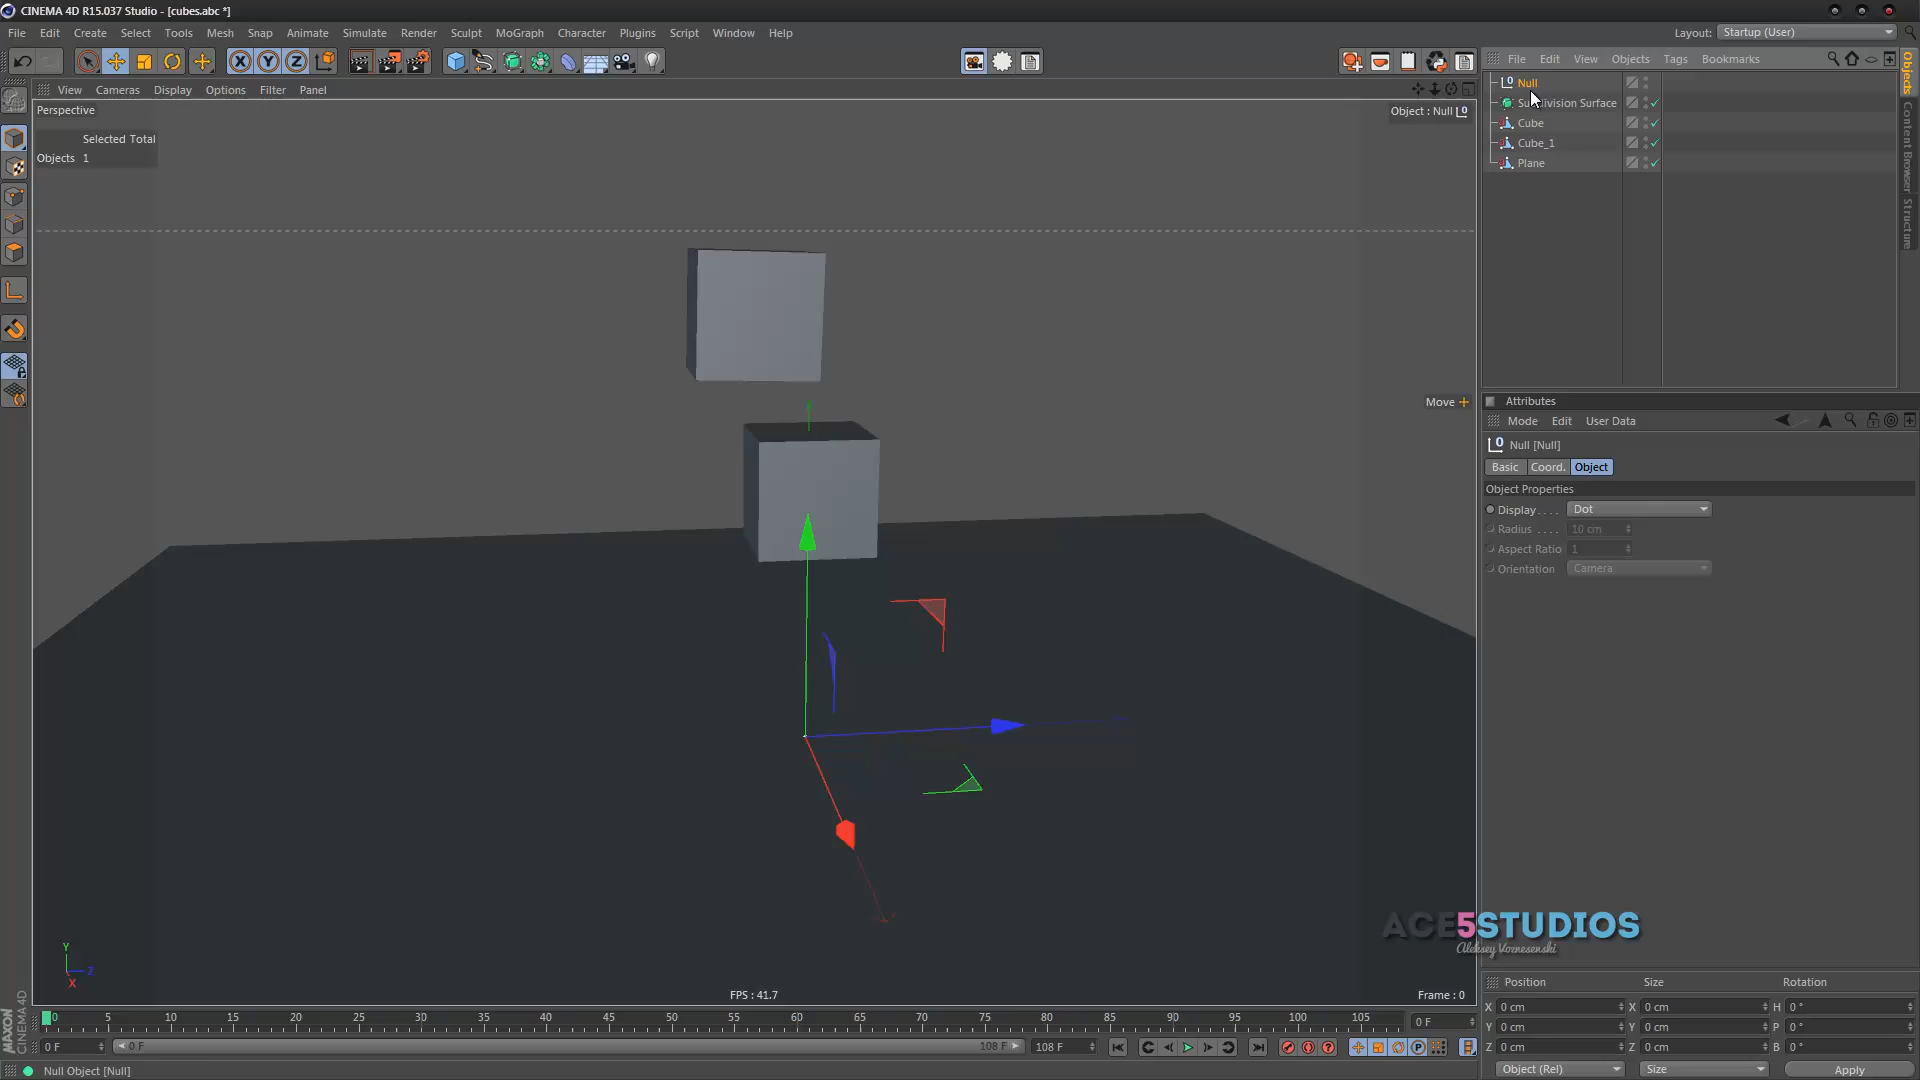 CINEMA 4D R15.037 Studio - [cubes.abc *]
File Edit Create Select Tools Mesh Snap Animate Simulate Render Sculpt MoGraph Character Plugins Script Window Help
Layout: Startup (User)
File Edit View Objects Tags Bookmarks
View Cameras Display Options Filter Panel
Perspective
Object : Null
Selected Total
Objects 1
Null
Subdivision Surface
Cube
Cube_1
Plane
Objects
Content Browser
Structure
Move
Attributes
Mode Edit User Data
Null [Null]
Basic Coord. Object
Object Properties
Display . . . . Dot
Radius . . . . 10 cm
Aspect Ratio 1
Orientation Camera
ACE5STUDIOS
Aleksey Voznesenski
Y
Z
X
FPS : 41.7
Frame : 0
Position Size Rotation
X 0 cm X 0 cm H 0 °
Y 0 cm Y 0 cm P 0 °
Z 0 cm Z 0 cm B 0 °
Object (Rel) Size Apply
0 5 10 15 20 25 30 35 40 45 50 55 60 65 70 75 80 85 90 95 100 105
0 F
0 F 0 F 108 F 108 F
MAXON
CINEMA 4D
Null Object [Null]